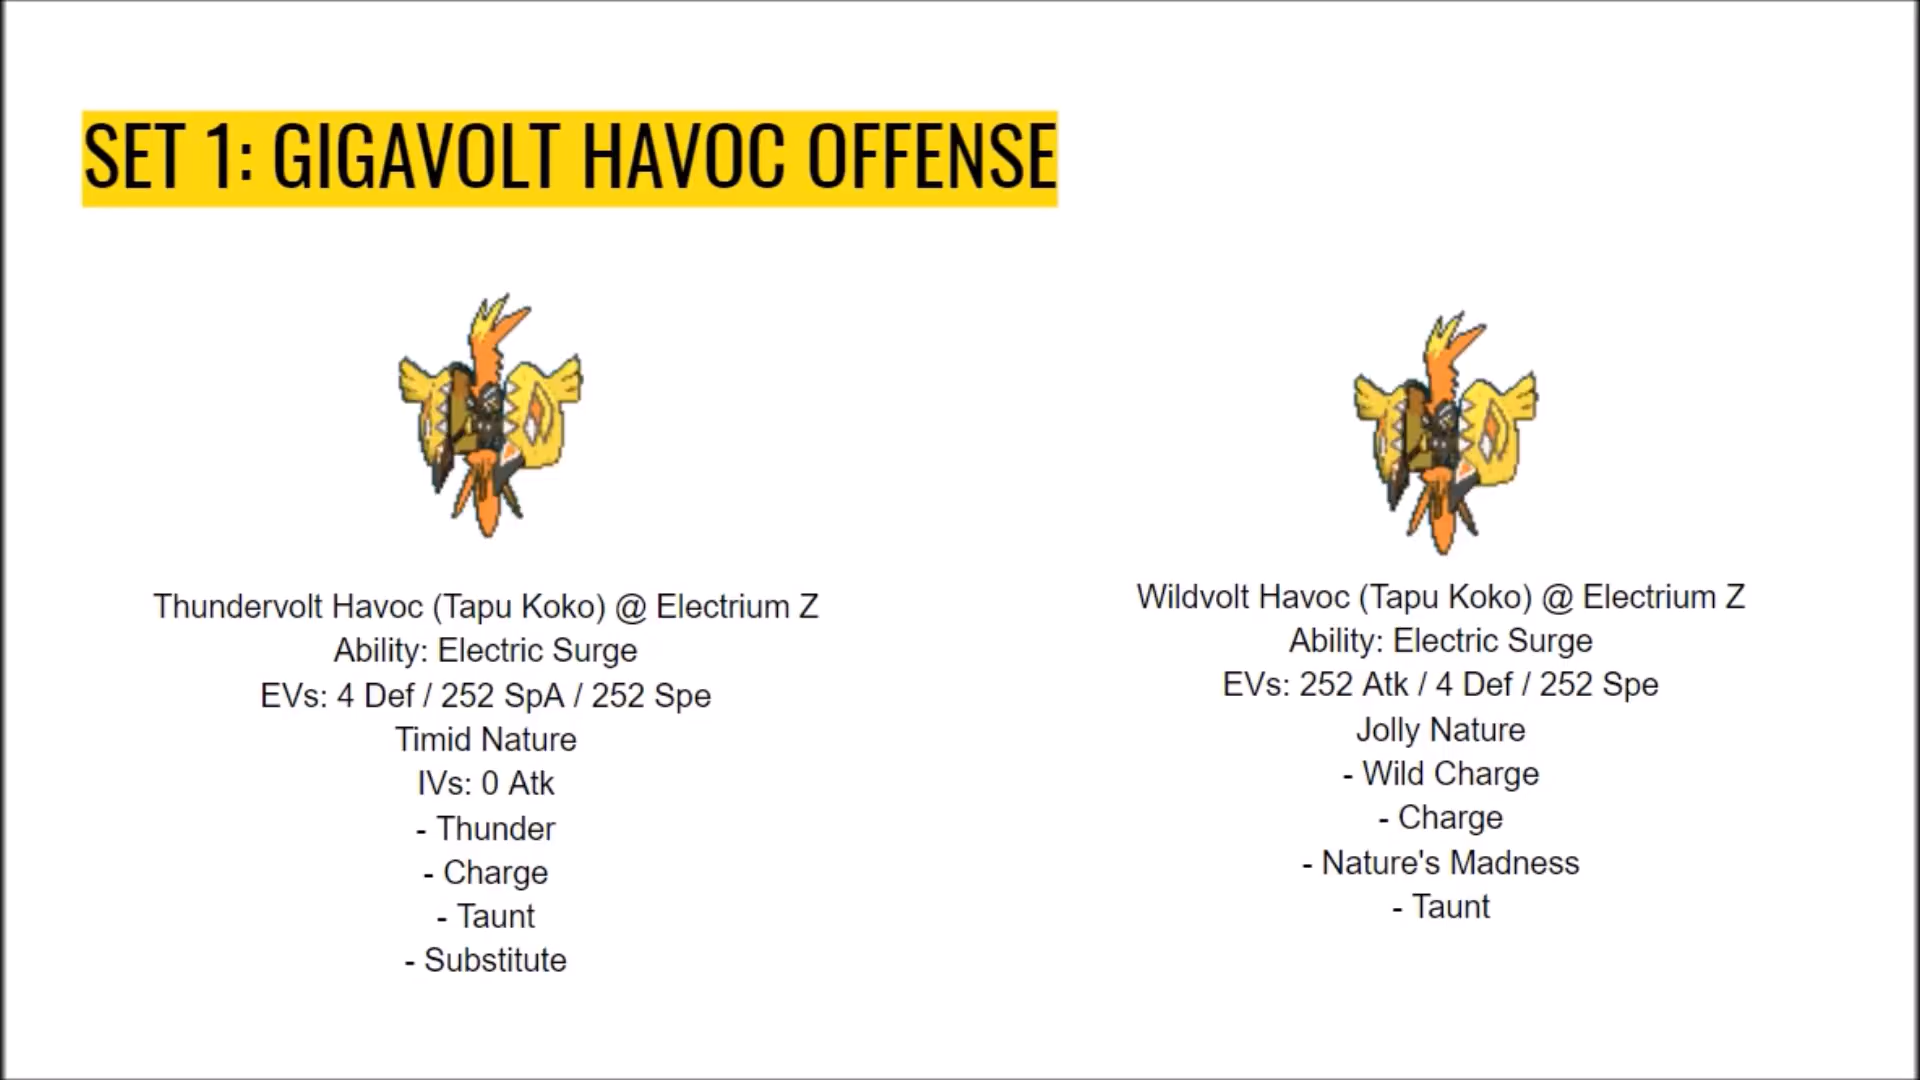 SET 1: GIGAVOLT HAVOC OFFENSE
Thundervolt Havoc (Tapu Koko) @ Electrium Z
Ability: Electric Surge
EVs: 4 Def / 252 SpA / 252 Spe
Timid Nature
IVs: 0 Atk
- Thunder
- Charge
- Taunt
- Substitute
Wildvolt Havoc (Tapu Koko) @ Electrium Z
Ability: Electric Surge
EVs: 252 Atk / 4 Def / 252 Spe
Jolly Nature
- Wild Charge
- Charge
- Nature's Madness
- Taunt